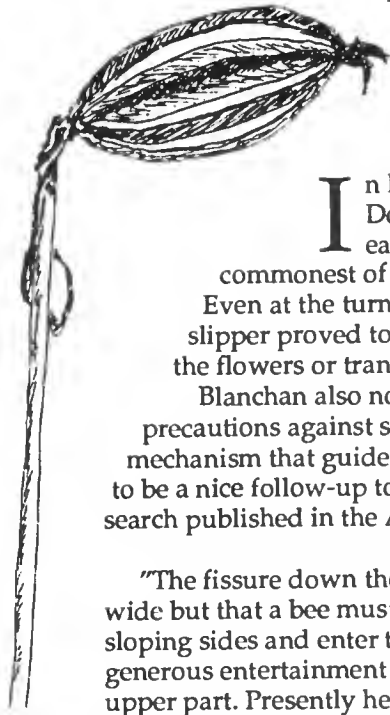 In
De
ea
commonest of
Even at the turn
slipper proved to
the flowers or tran
Blanchan also no
precautions against s
mechanism that guide
to be a nice follow-up to
search published in the A
"The fissure down the
wide but that a bee mus
sloping sides and enter t
generous entertainment
upper part. Presently he